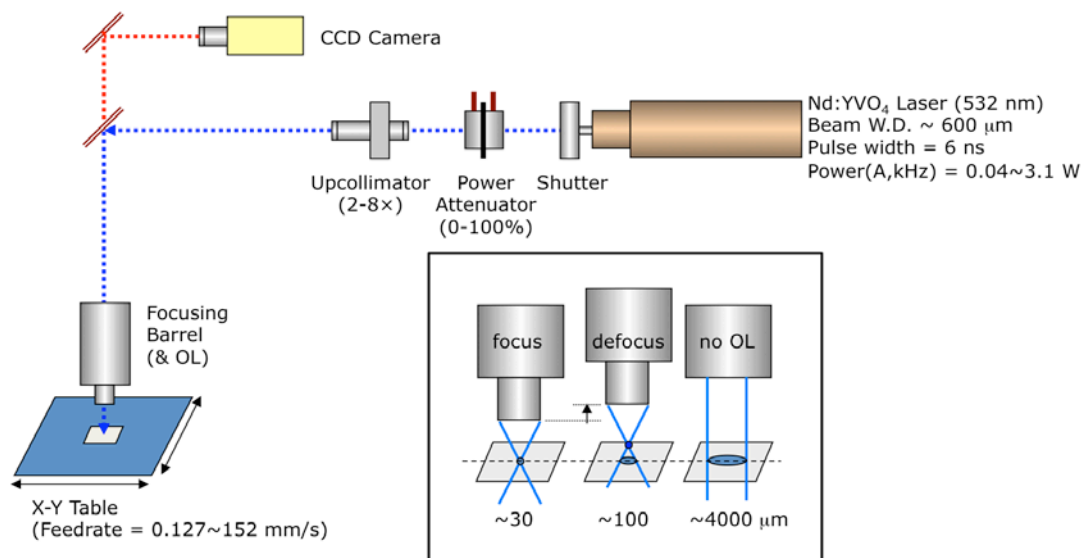 CCD Camera
Nd:YVO₄ Laser (532 nm)
Beam W.D. ~ 600 μm
Pulse width = 6 ns
Power(A,kHz) = 0.04~3.1 W
Upcollimator
(2-8×)
Power
Attenuator
(0-100%)
Shutter
Focusing
Barrel
(& OL)
X-Y Table
(Feedrate = 0.127~152 mm/s)
focus
defocus
no OL
~30
~100
~4000 μm